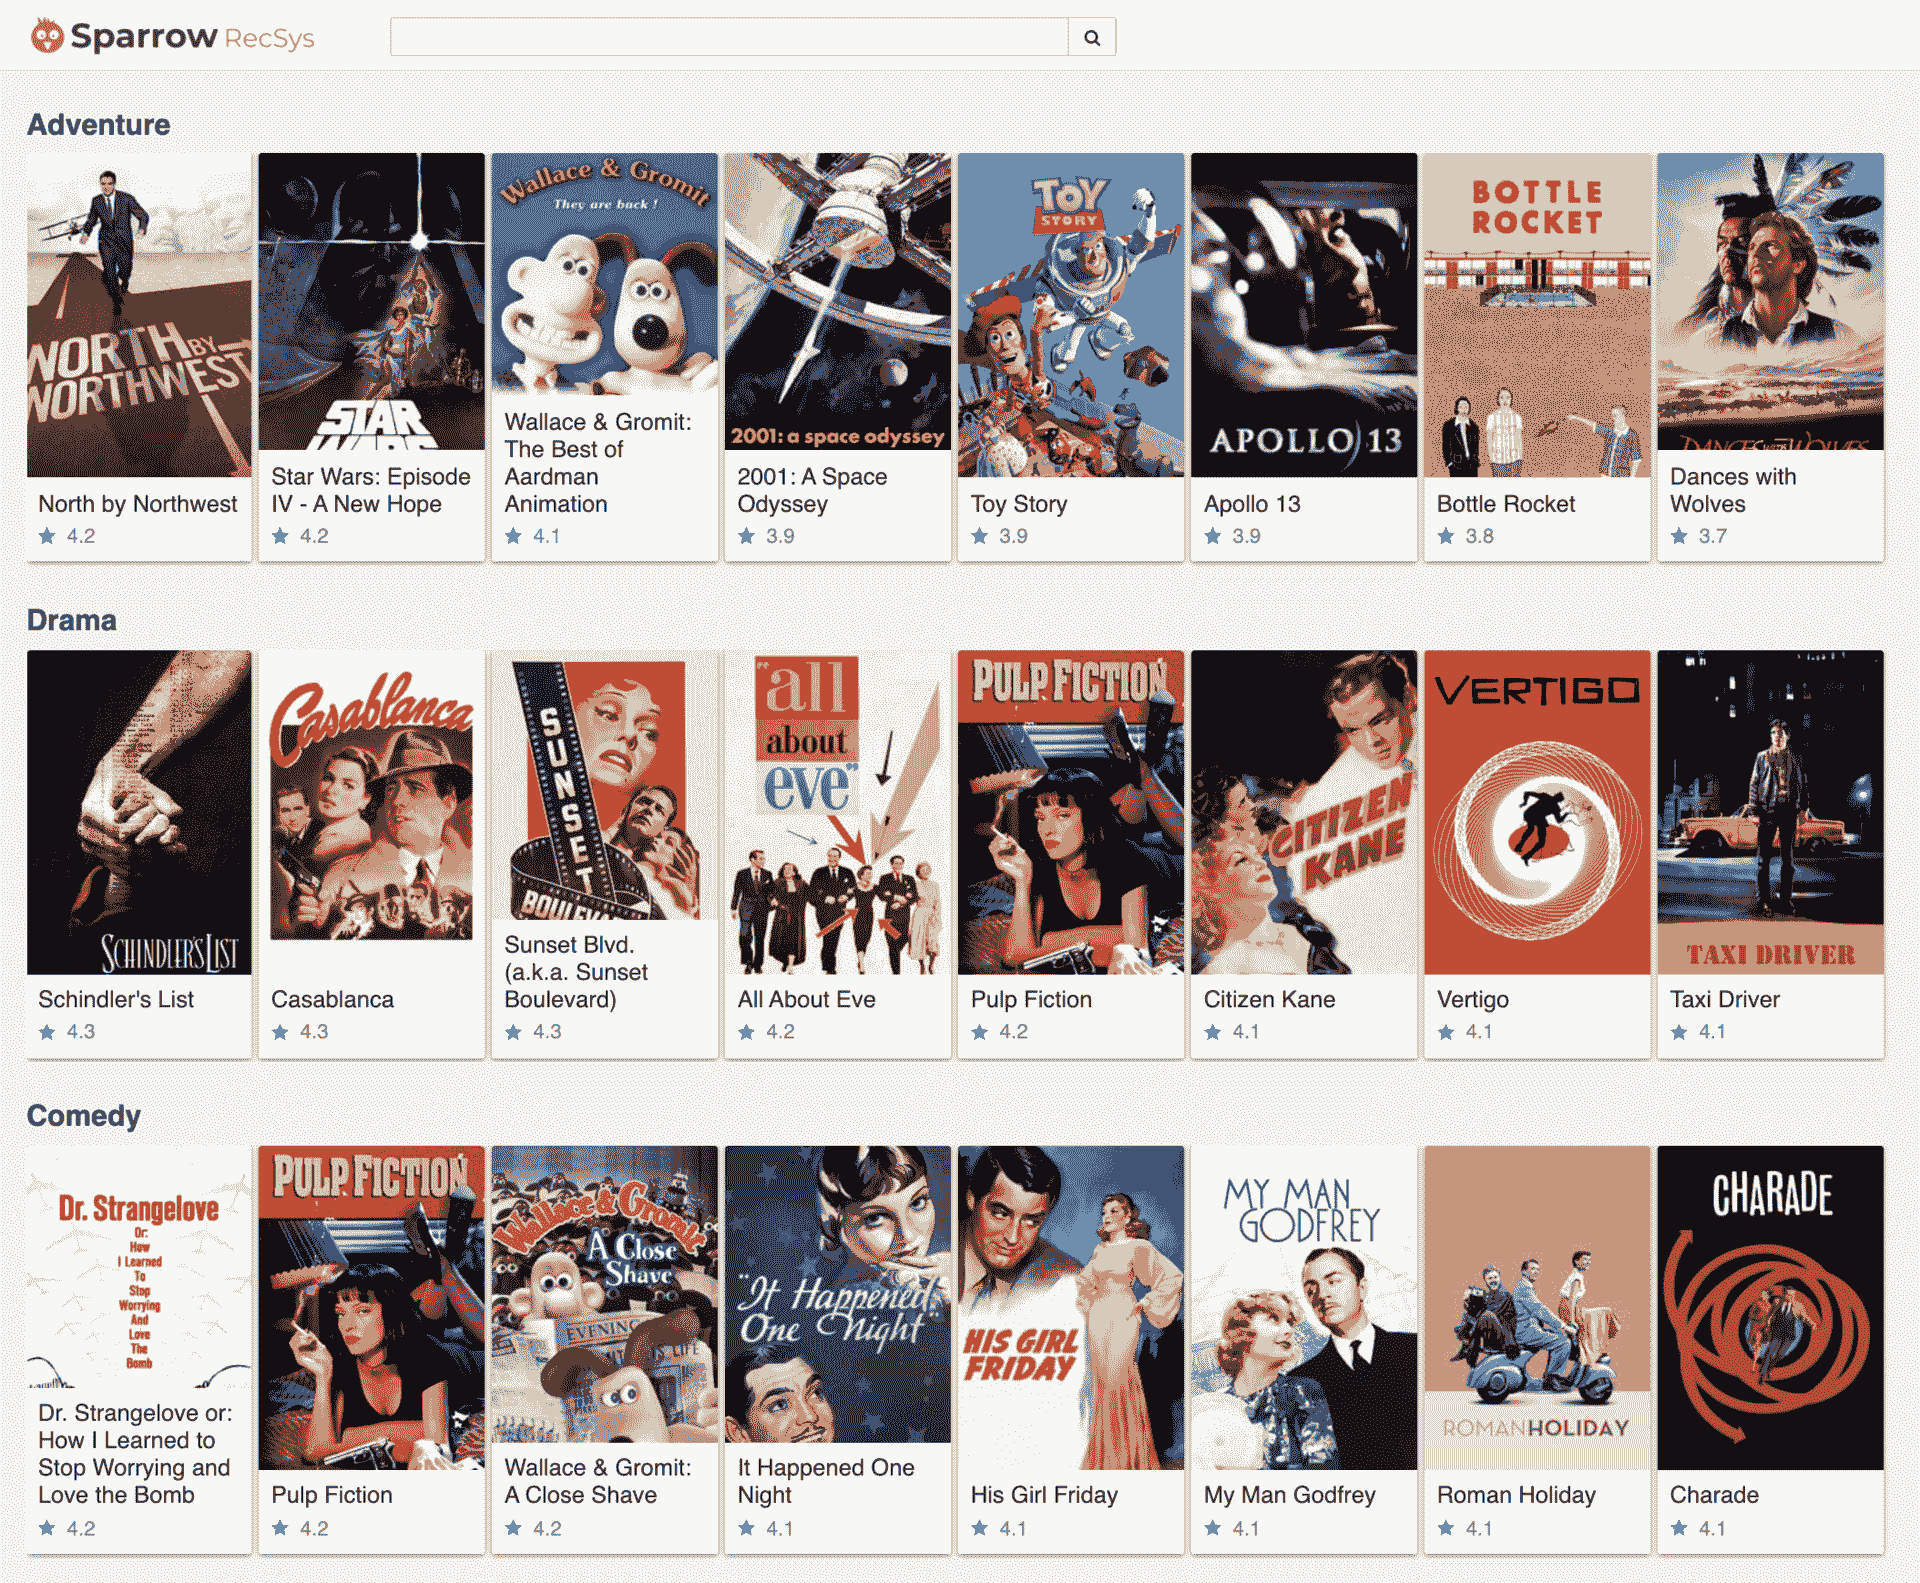 Sparrow RecSys
Adventure
NORTH BY
NORTHWEST
North by Northwest
4.2
STAR
WARS
Star Wars: Episode
IV - A New Hope
4.2
Wallace & Gromit
They are back !
Wallace & Gromit:
The Best of
Aardman
Animation
4.1
2001: a space odyssey
2001: A Space
Odyssey
3.9
TOY
STORY
Toy Story
3.9
APOLLO 13
Apollo 13
3.9
BOTTLE
ROCKET
Bottle Rocket
3.8
DANCES WITH WOLVES
Dances with
Wolves
3.7
Drama
SCHINDLER'S LIST
Schindler's List
4.3
Casablanca
Casablanca
4.3
SUNSET
BOULEV
Sunset Blvd.
(a.k.a. Sunset
Boulevard)
4.3
"all
about
eve"
All About Eve
4.2
PULP FICTION
Pulp Fiction
4.2
CITIZEN
KANE
Citizen Kane
4.1
VERTIGO
Vertigo
4.1
TAXI DRIVER
Taxi Driver
4.1
Comedy
Dr. Strangelove
Or:
How
I Learned
To
Stop
Worrying
And
Love
The
Bomb
Dr. Strangelove or:
How I Learned to
Stop Worrying and
Love the Bomb
4.2
PULP FICTION
Pulp Fiction
4.2
Wallace & Gromit
A Close
Shave
EVENING
Wallace & Gromit:
A Close Shave
4.2
"It Happened
One Night"
It Happened One
Night
4.1
HIS GIRL
FRIDAY
His Girl Friday
4.1
MY MAN
GODFREY
My Man Godfrey
4.1
ROMANHOLIDAY
Roman Holiday
4.1
CHARADE
Charade
4.1